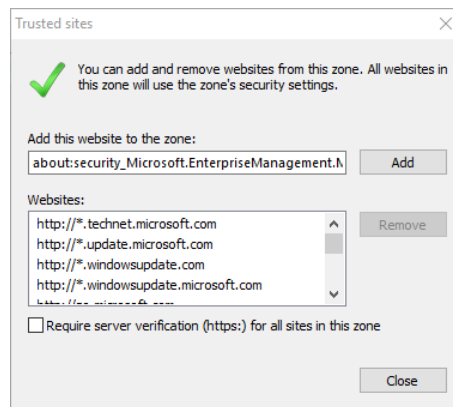 Trusted sites
You can add and remove websites from this zone. All websites in
this zone will use the zone's security settings.
Add this website to the zone:
about:security_Microsoft.EnterpriseManagement.M
Add
Websites:
http://*.technet.microsoft.com
http://*.update.microsoft.com
http://*.windowsupdate.com
http://*.windowsupdate.microsoft.com
Remove
Require server verification (https:) for all sites in this zone
Close